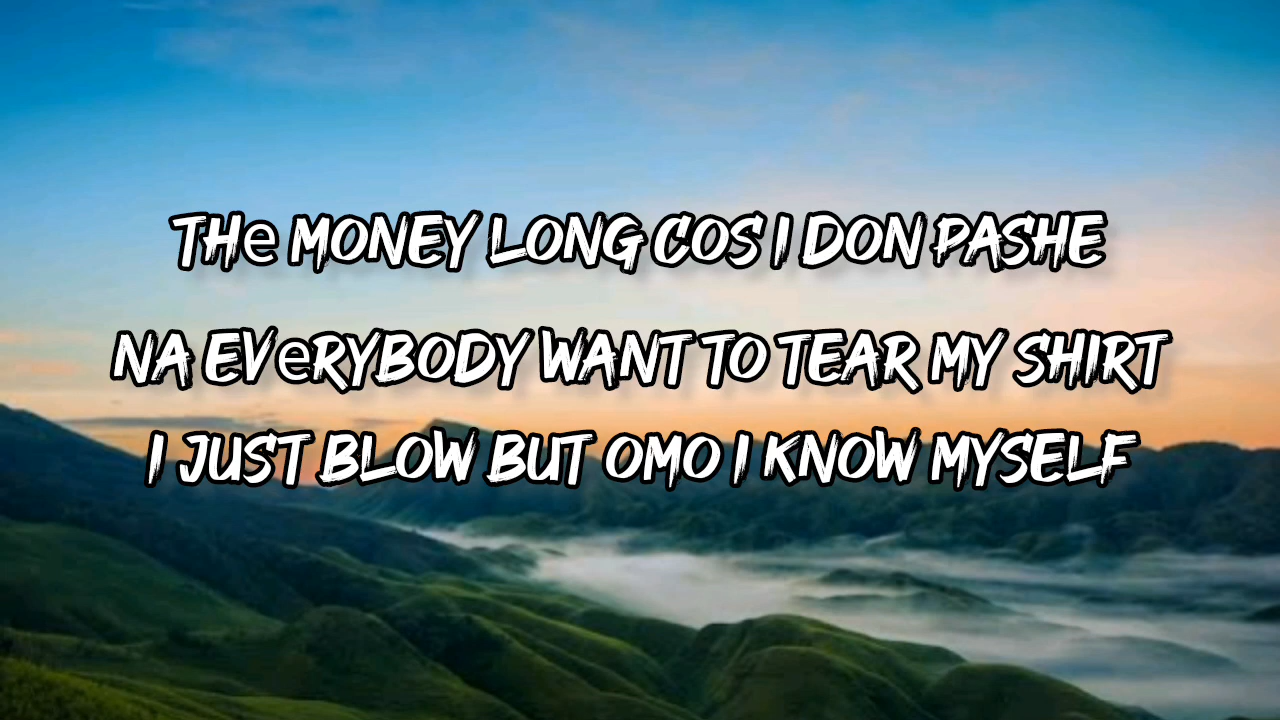 THe MONEY LONG COS I DON PASHE
NA EVeRYBODY WANT TO TEAR MY SHIRT
I JUST BLOW BUT OMO I KNOW MYSELF